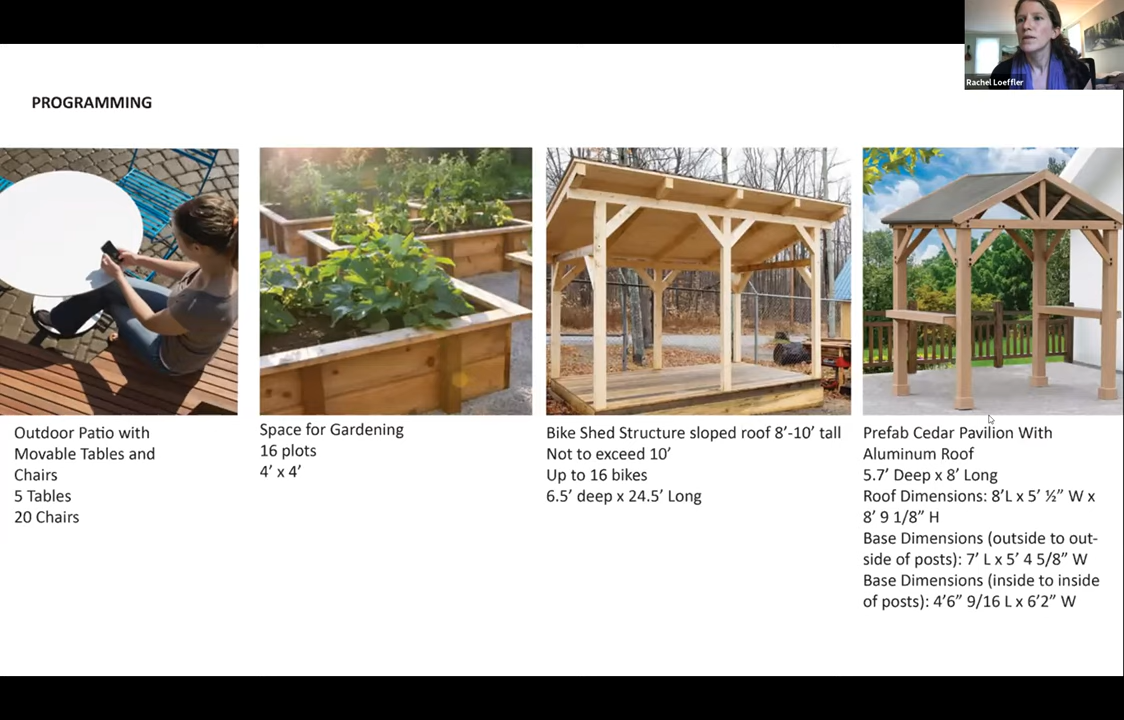 Rachel Loeffler
PROGRAMMING
Outdoor Patio with
Movable Tables and
Chairs
5 Tables
20 Chairs
Space for Gardening
16 plots
4’ x 4’
Bike Shed Structure sloped roof 8’-10’ tall
Not to exceed 10’
Up to 16 bikes
6.5’ deep x 24.5’ Long
Prefab Cedar Pavilion With
Aluminum Roof
5.7’ Deep x 8’ Long
Roof Dimensions: 8’L x 5’ ½” W x
8’ 9 1/8” H
Base Dimensions (outside to out-
side of posts): 7’ L x 5’ 4 5/8” W
Base Dimensions (inside to inside
of posts): 4’6” 9/16 L x 6’2” W